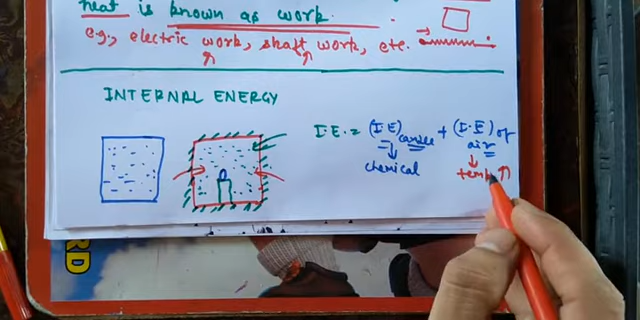 heat is known as work.
e.g., electric work, shaft work, etc.
INTERNAL ENERGY
I.E. = (I.E) candle + (I.E) of air
chemical
temp ↑
RD